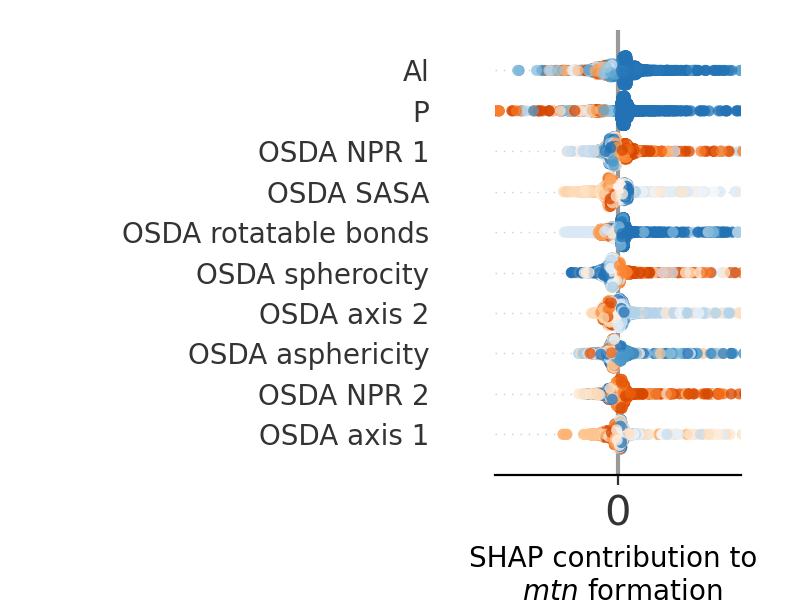 Al
P
OSDA NPR 1
OSDA SASA
OSDA rotatable bonds
OSDA spherocity
OSDA axis 2
OSDA asphericity
OSDA NPR 2
OSDA axis 1
0
SHAP contribution to
mtn formation